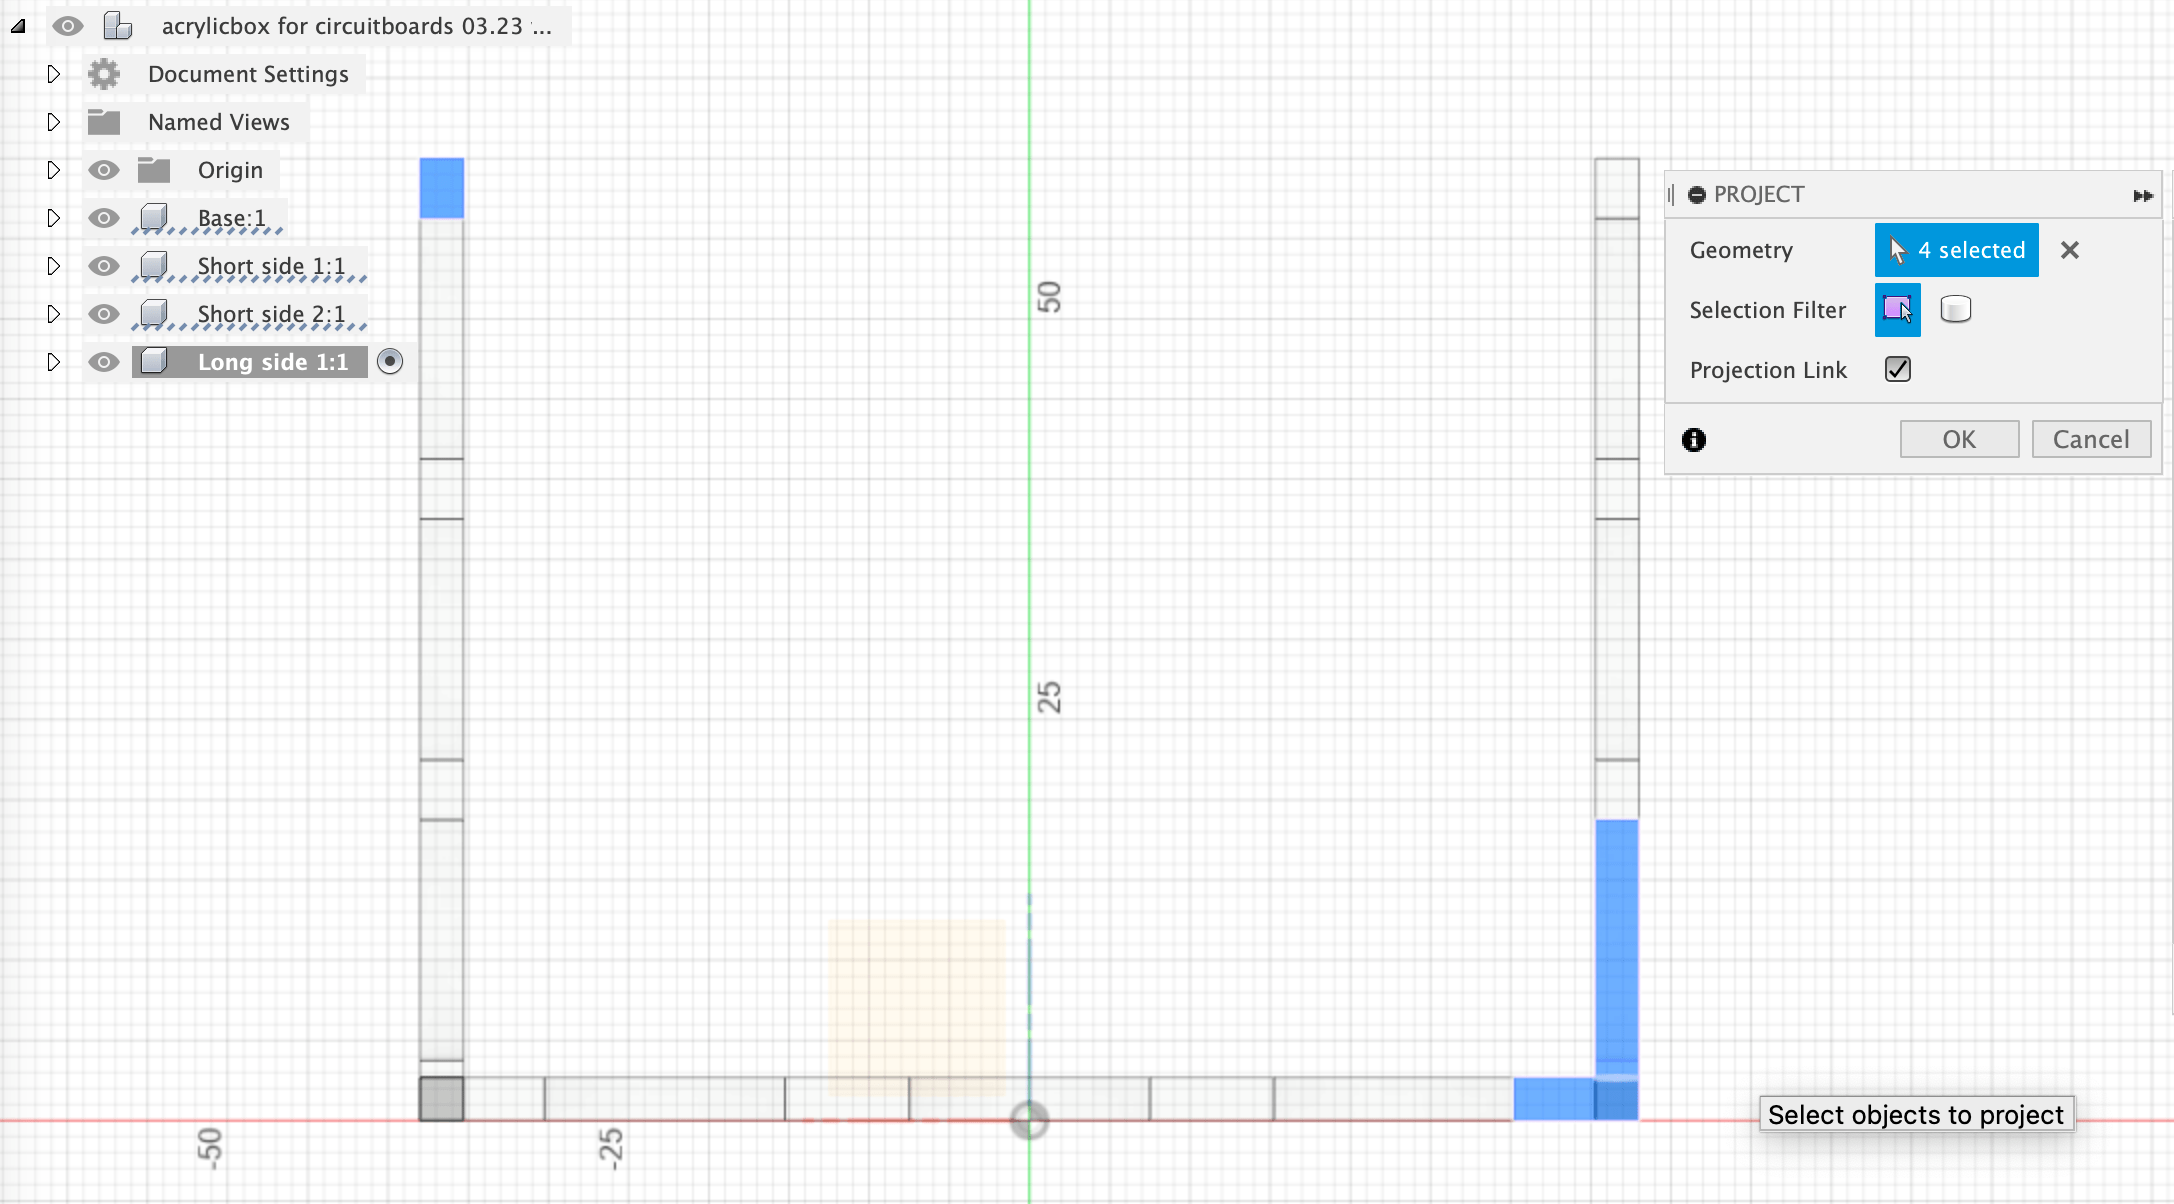 acrylicbox for circuitboards 03.23 ...
Document Settings
Named Views
Origin
Base:1
Short side 1:1
Short side 2:1
Long side 1:1
PROJECT
Geometry
4 selected
Selection Filter
Projection Link
OK
Cancel
50
25
-50
-25
Select objects to project